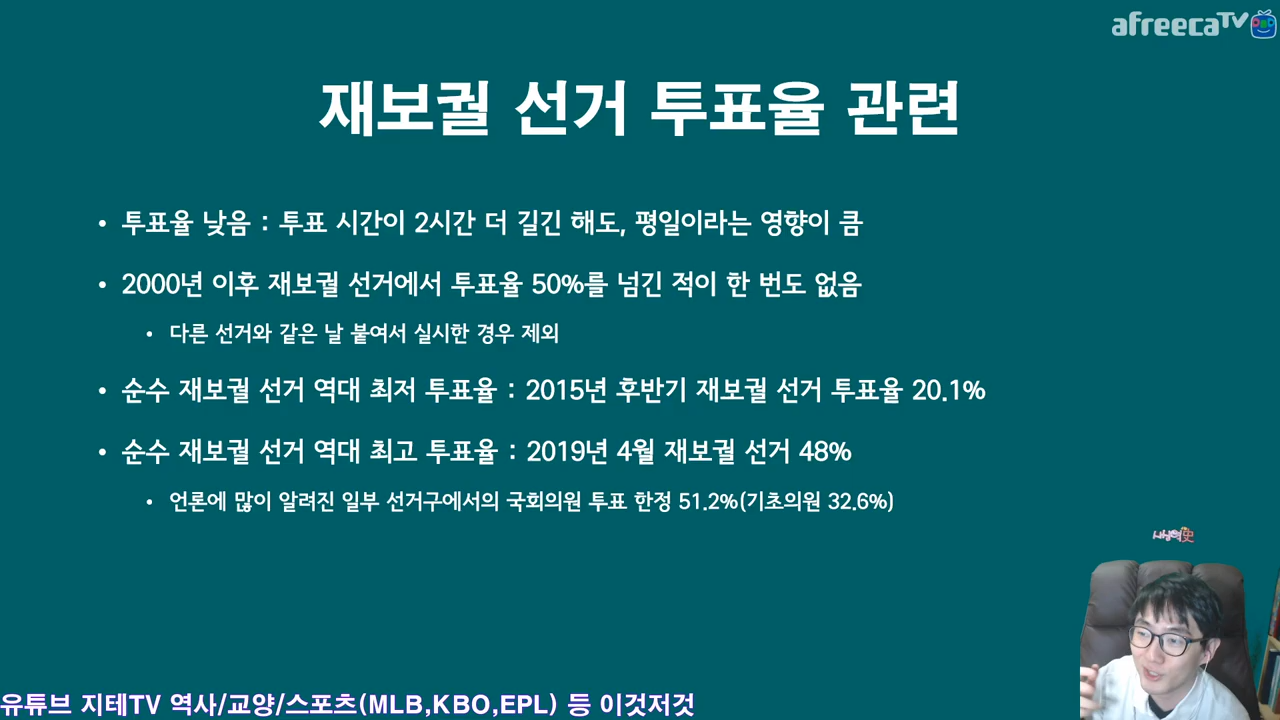 afreecaTV
재보궐 선거 투표율 관련
• 투표율 낮음 : 투표 시간이 2시간 더 길긴 해도, 평일이라는 영향이 큼
• 2000년 이후 재보궐 선거에서 투표율 50%를 넘긴 적이 한 번도 없음
• 다른 선거와 같은 날 붙여서 실시한 경우 제외
• 순수 재보궐 선거 역대 최저 투표율 : 2015년 후반기 재보궐 선거 투표율 20.1%
• 순수 재보궐 선거 역대 최고 투표율 : 2019년 4월 재보궐 선거 48%
• 언론에 많이 알려진 일부 선거구에서의 국회의원 투표 한정 51.2%(기초의원 32.6%)
유튜브 지테TV 역사/교양/스포츠(MLB,KBO,EPL) 등 이것저것